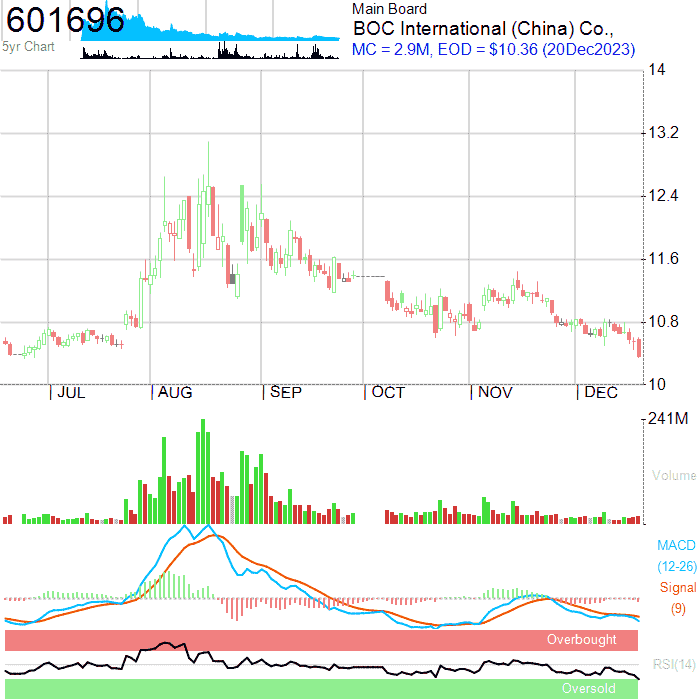 601696
5yr Chart
Main Board
BOC International (China) Co.,
MC = 2.9M, EOD = $10.36 (20Dec2023)
14
13.2
12.4
11.6
10.8
10
JUL AUG SEP OCT NOV DEC
241M
Volume
MACD
(12-26)
Signal
(9)
Overbought
RSI(14)
Oversold